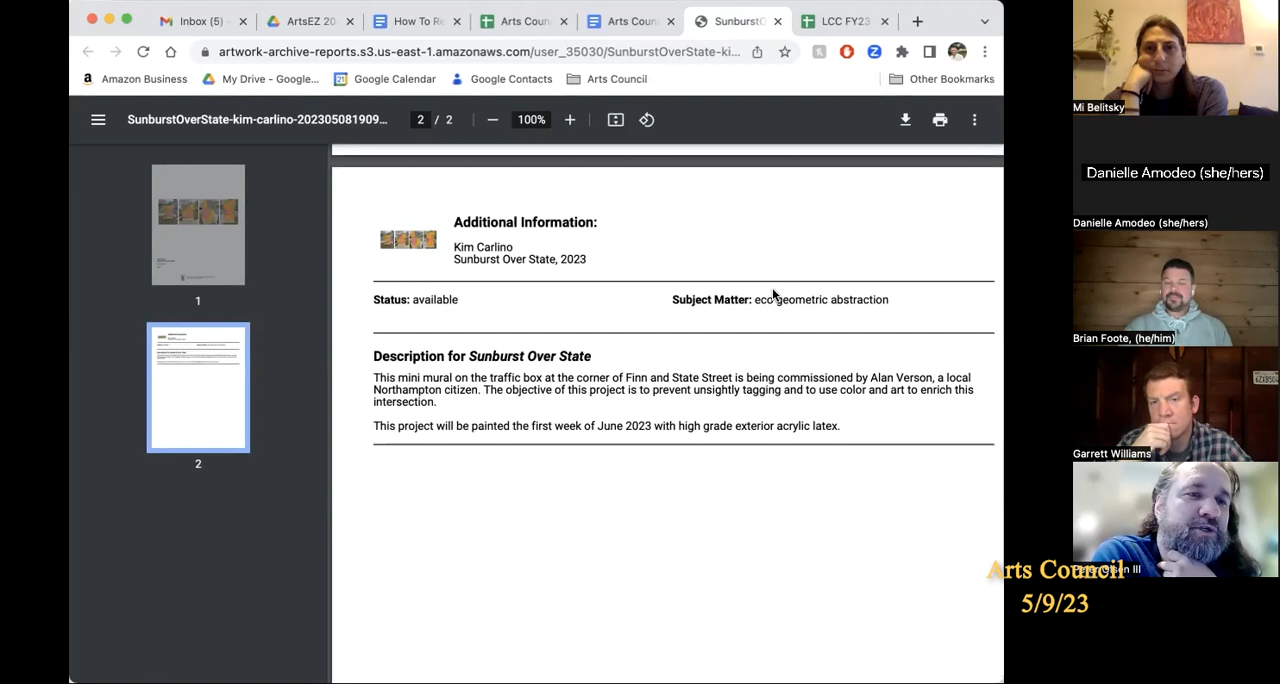 Inbox (5) -
ArtsEZ 20
How To Re
Arts Coun
Arts Coun
SunburstO
LCC FY23
artwork-archive-reports.s3.us-east-1.amazonaws.com/user_35030/SunburstOverState-ki...
Amazon Business
My Drive - Google...
Google Calendar
Google Contacts
Arts Council
Other Bookmarks
SunburstOverState-kim-carlino-202305081909...
2 / 2
100%
1
2
Additional Information:
Kim Carlino
Sunburst Over State, 2023
Status: available
Subject Matter: eco geometric abstraction
Description for Sunburst Over State
This mini mural on the traffic box at the corner of Finn and State Street is being commissioned by Alan Verson, a local
Northampton citizen. The objective of this project is to prevent unsightly tagging and to use color and art to enrich this
intersection.
This project will be painted the first week of June 2023 with high grade exterior acrylic latex.
Mi Belitsky
Danielle Amodeo (she/hers)
Danielle Amodeo (she/hers)
Brian Foote, (he/him)
Garrett Williams
Arts Council
5/9/23